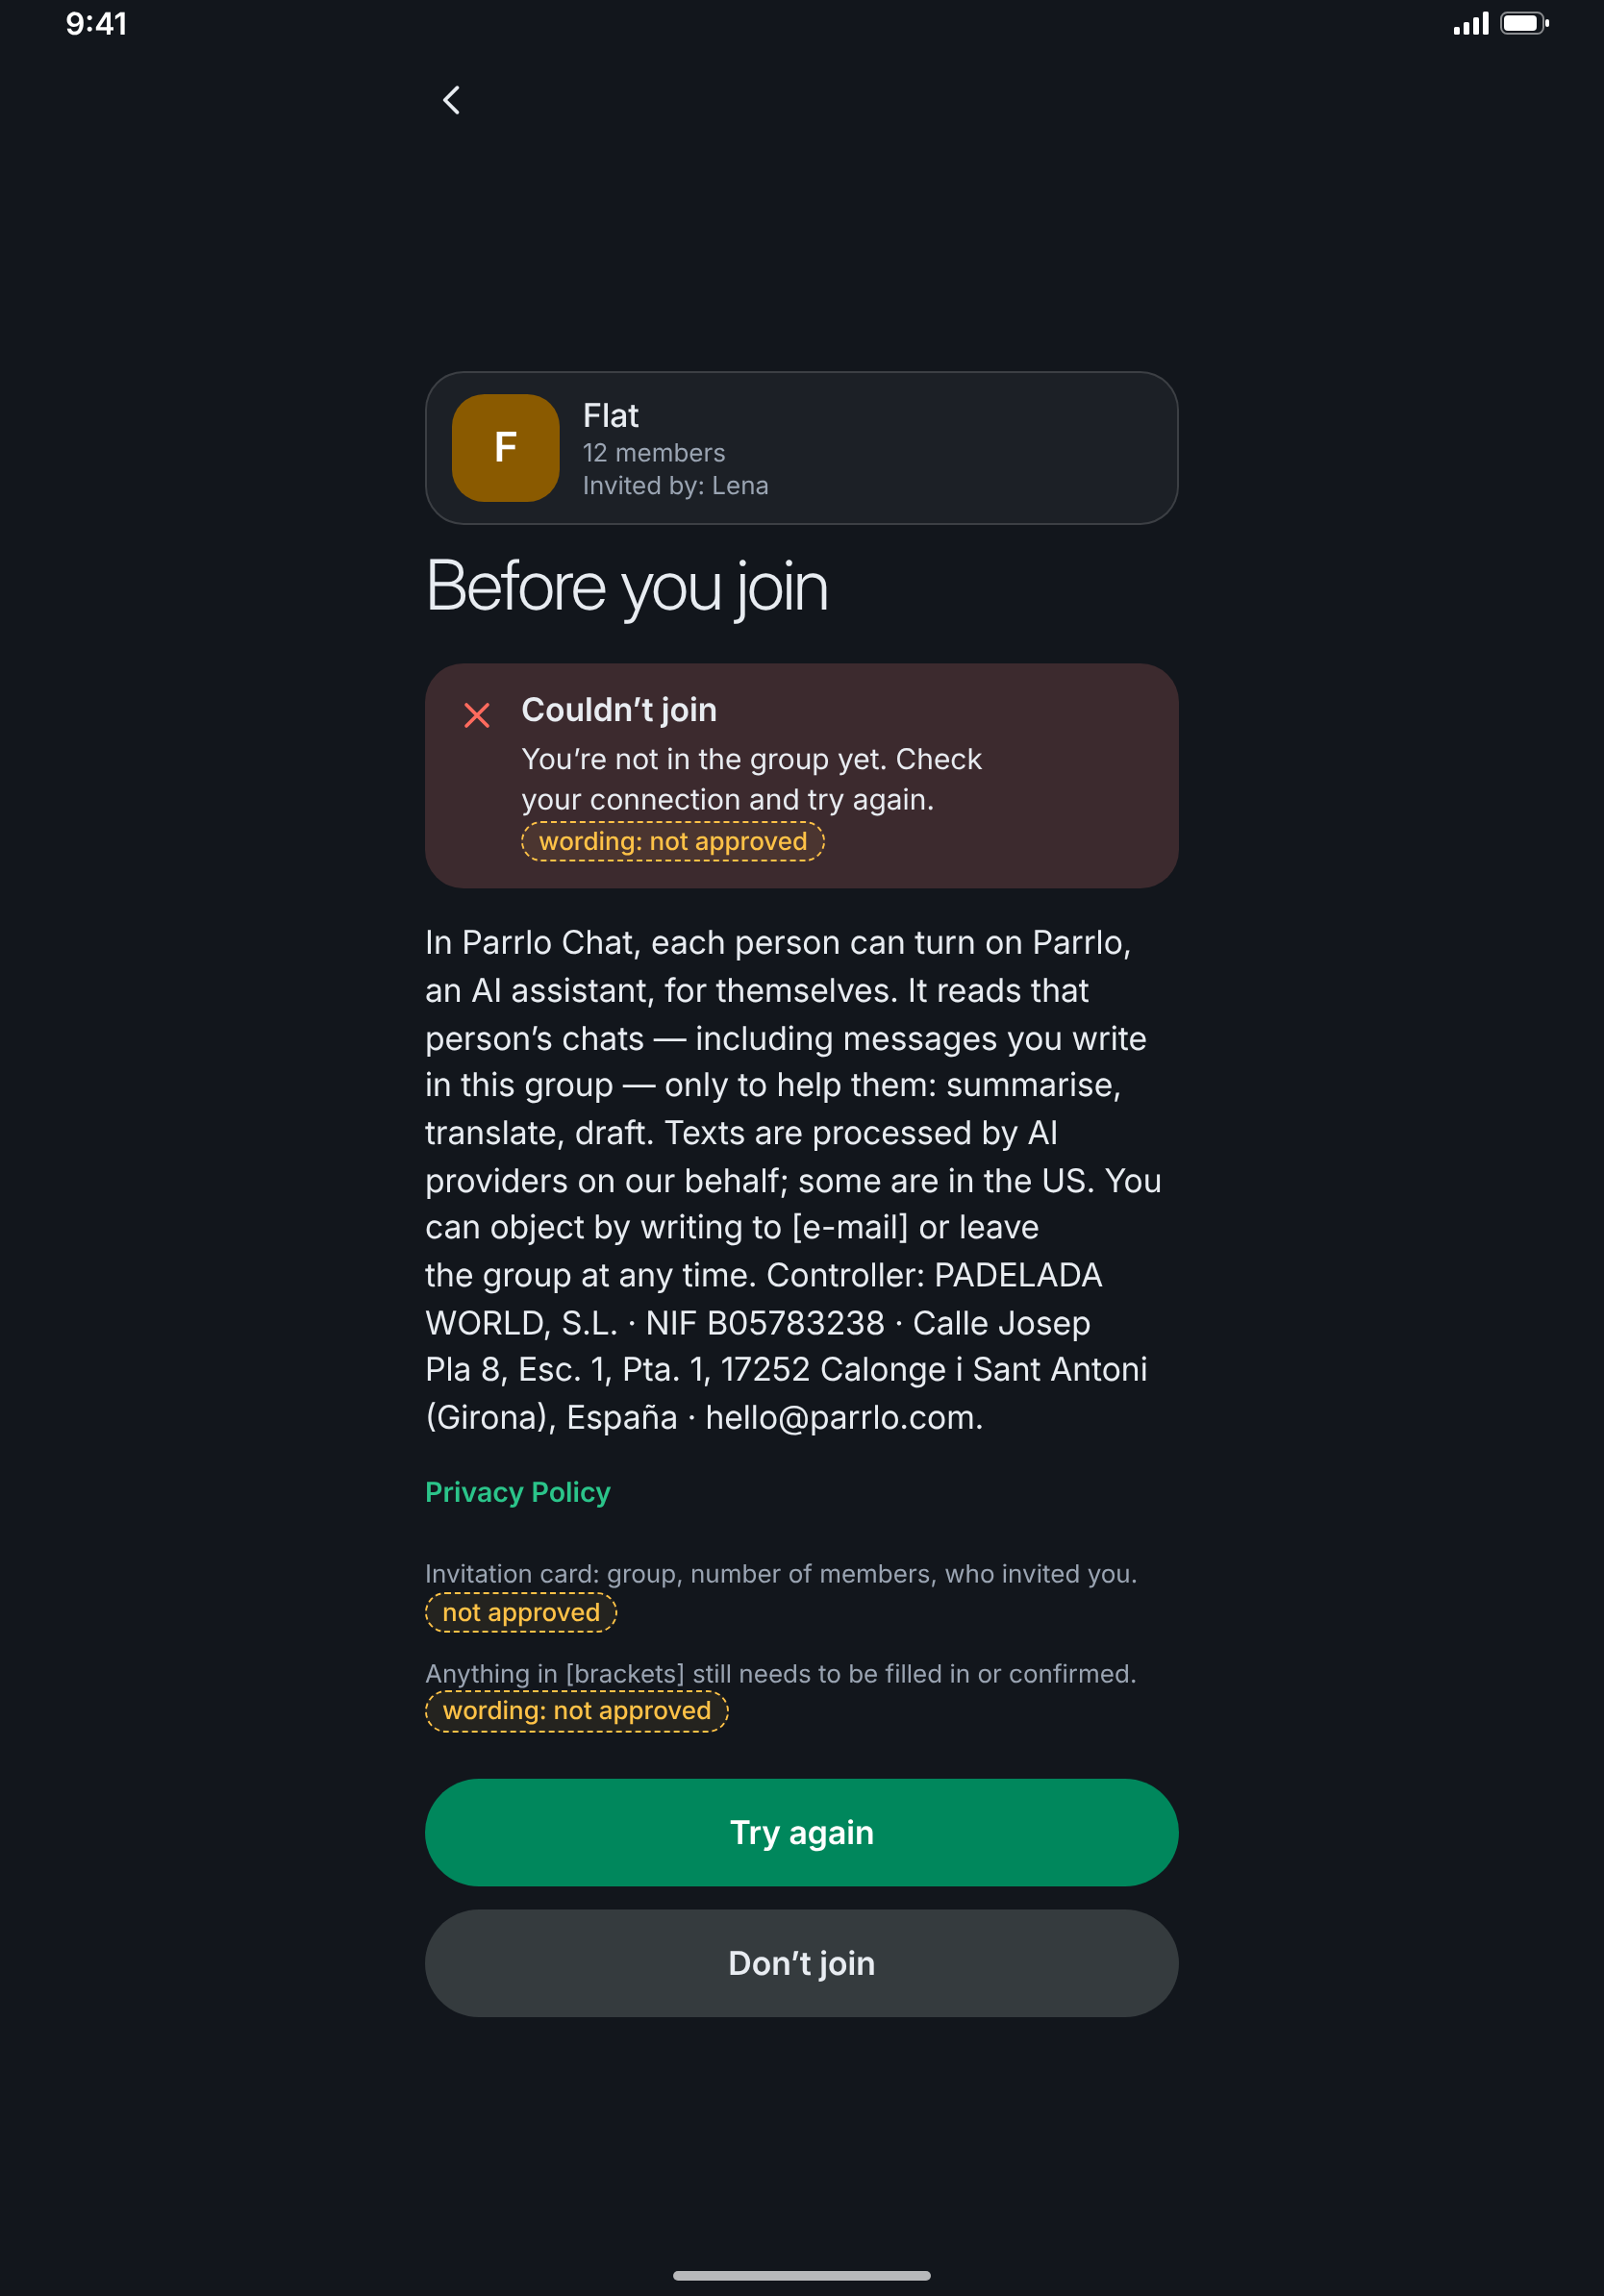 9:41
F
Flat
12 members
Invited by: Lena
Before you join
Couldn’t join
You’re not in the group yet. Check
your connection and try again.
wording: not approved
In Parrlo Chat, each person can turn on Parrlo,
an AI assistant, for themselves. It reads that
person’s chats — including messages you write
in this group — only to help them: summarise,
translate, draft. Texts are processed by AI
providers on our behalf; some are in the US. You
can object by writing to [e-mail] or leave
the group at any time. Controller: PADELADA
WORLD, S.L. · NIF B05783238 · Calle Josep
Pla 8, Esc. 1, Pta. 1, 17252 Calonge i Sant Antoni
(Girona), España · hello@parrlo.com.
Privacy Policy
Invitation card: group, number of members, who invited you.
not approved
Anything in [brackets] still needs to be filled in or confirmed.
wording: not approved
Try again
Don’t join